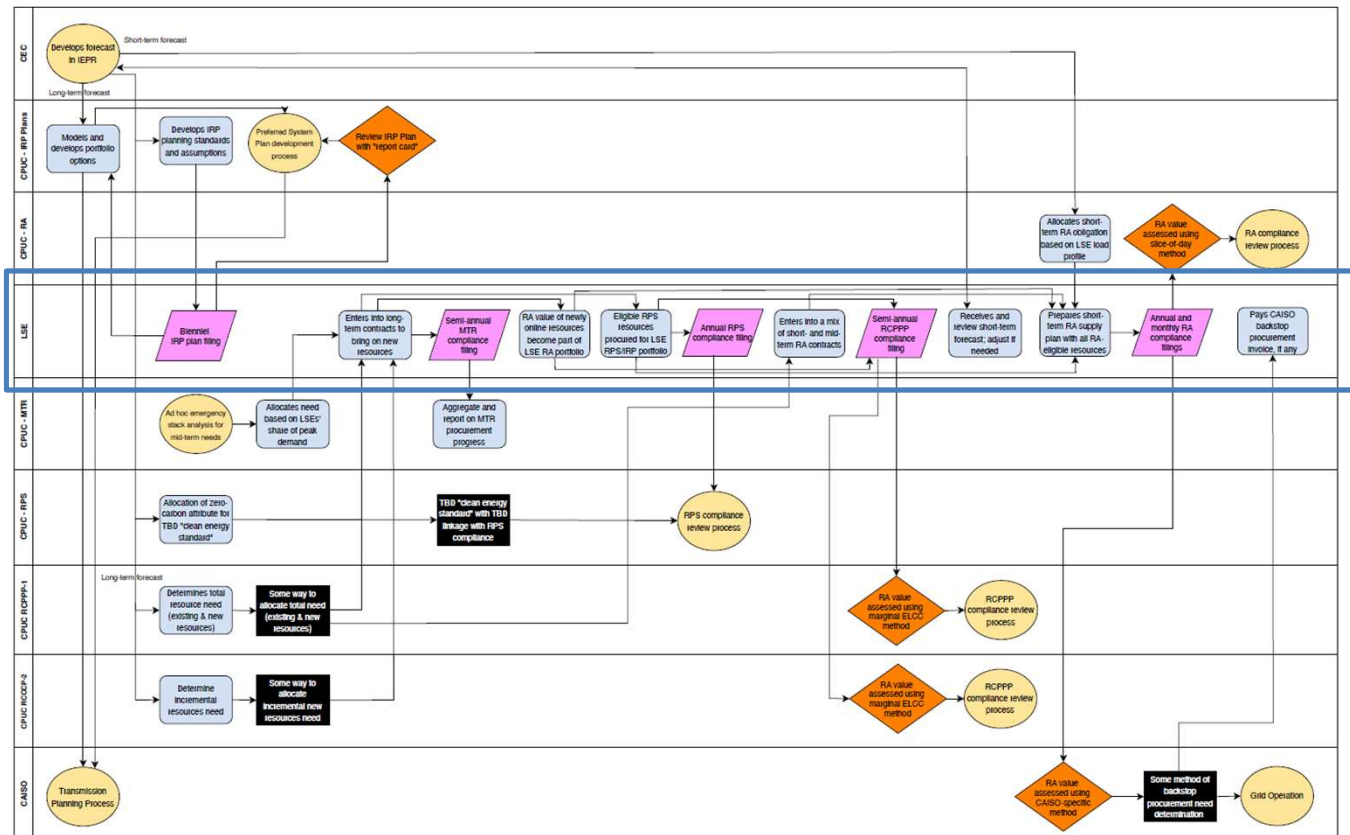 CEC
Develops forecast
in IEPR
Short-term forecast
Long-term forecast
CPUC - IRP Plans
Models and
develops portfolio
options
Develops IRP
planning standards
and assumptions
Preferred System
Plan development
process
Review IRP Plan
with "report card"
CPUC - RA
Allocates short-
term RA obligation
based on LSE load
profile
RA value
assessed using
slice-of-day
method
RA compliance
review process
LSE
Bienniel
IRP plan filing
Enters into long-
term contracts to
bring on new
resources
Semi-annual
MTR
compliance
filing
RA value of newly
online resources
become part of
LSE RA portfolio
Eligible RPS
resources
procured for LSE
RPS/IRP portfolio
Annual RPS
compliance filing
Enters into a mix
of short- and mid-
term RA contracts
Semi-annual
RCPPP
compliance
filing
Receives and
review short-term
forecast; adjust if
needed
Prepares short-
term RA supply
plan with all RA-
eligible resources
Annual and
monthly RA
compliance
filings
Pays CAISO
backstop
procurement
invoice, if any
CPUC - MTR
Ad hoc emergency
stack analysis for
mid-term needs
Allocates need
based on LSEs'
share of peak
demand
Aggregate and
report on MTR
procurement
progress
CPUC - RPS
Allocation of zero-
carbon attribute for
TBD "clean energy
standard"
TBD "clean energy
standard" with TBD
linkage with RPS
compliance
RPS compliance
review process
CPUC RCPPP-1
Long-term forecast
Determines total
resource need
(existing & new
resources)
Some way to
allocate total need
(existing & new
resources)
RA value
assessed using
marginal ELCC
method
RCPPP
compliance review
process
CPUC RCCCP-2
Determine
incremental
resources need
Some way to
allocate
incremental new
resources need
RA value
assessed using
marginal ELCC
method
RCPPP
compliance review
process
CAISO
Transmission
Planning Process
RA value
assessed using
CAISO-specific
method
Some method of
backstop
procurement need
determination
Grid Operation